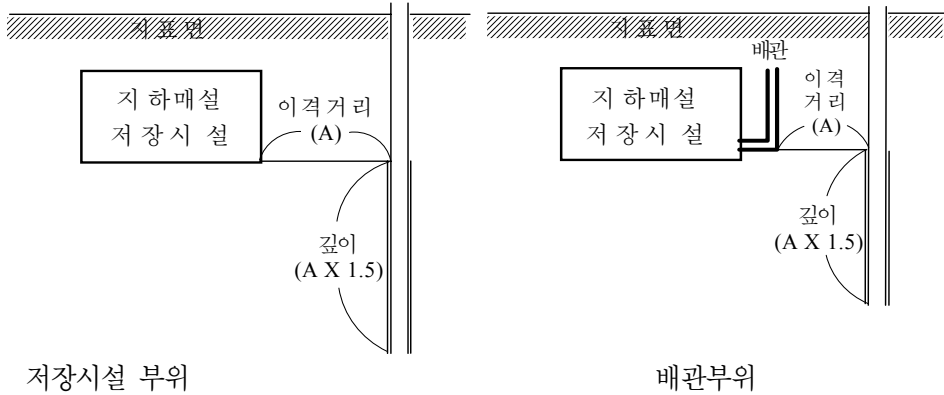 지표면
지하매설
저장시 설
이격거리
(A)
깊이
(A X 1.5)
저장시설 부위
지표면
배관
지하매설
저장시 설
이격
거리
(A)
깊이
(A X 1.5)
배관부위